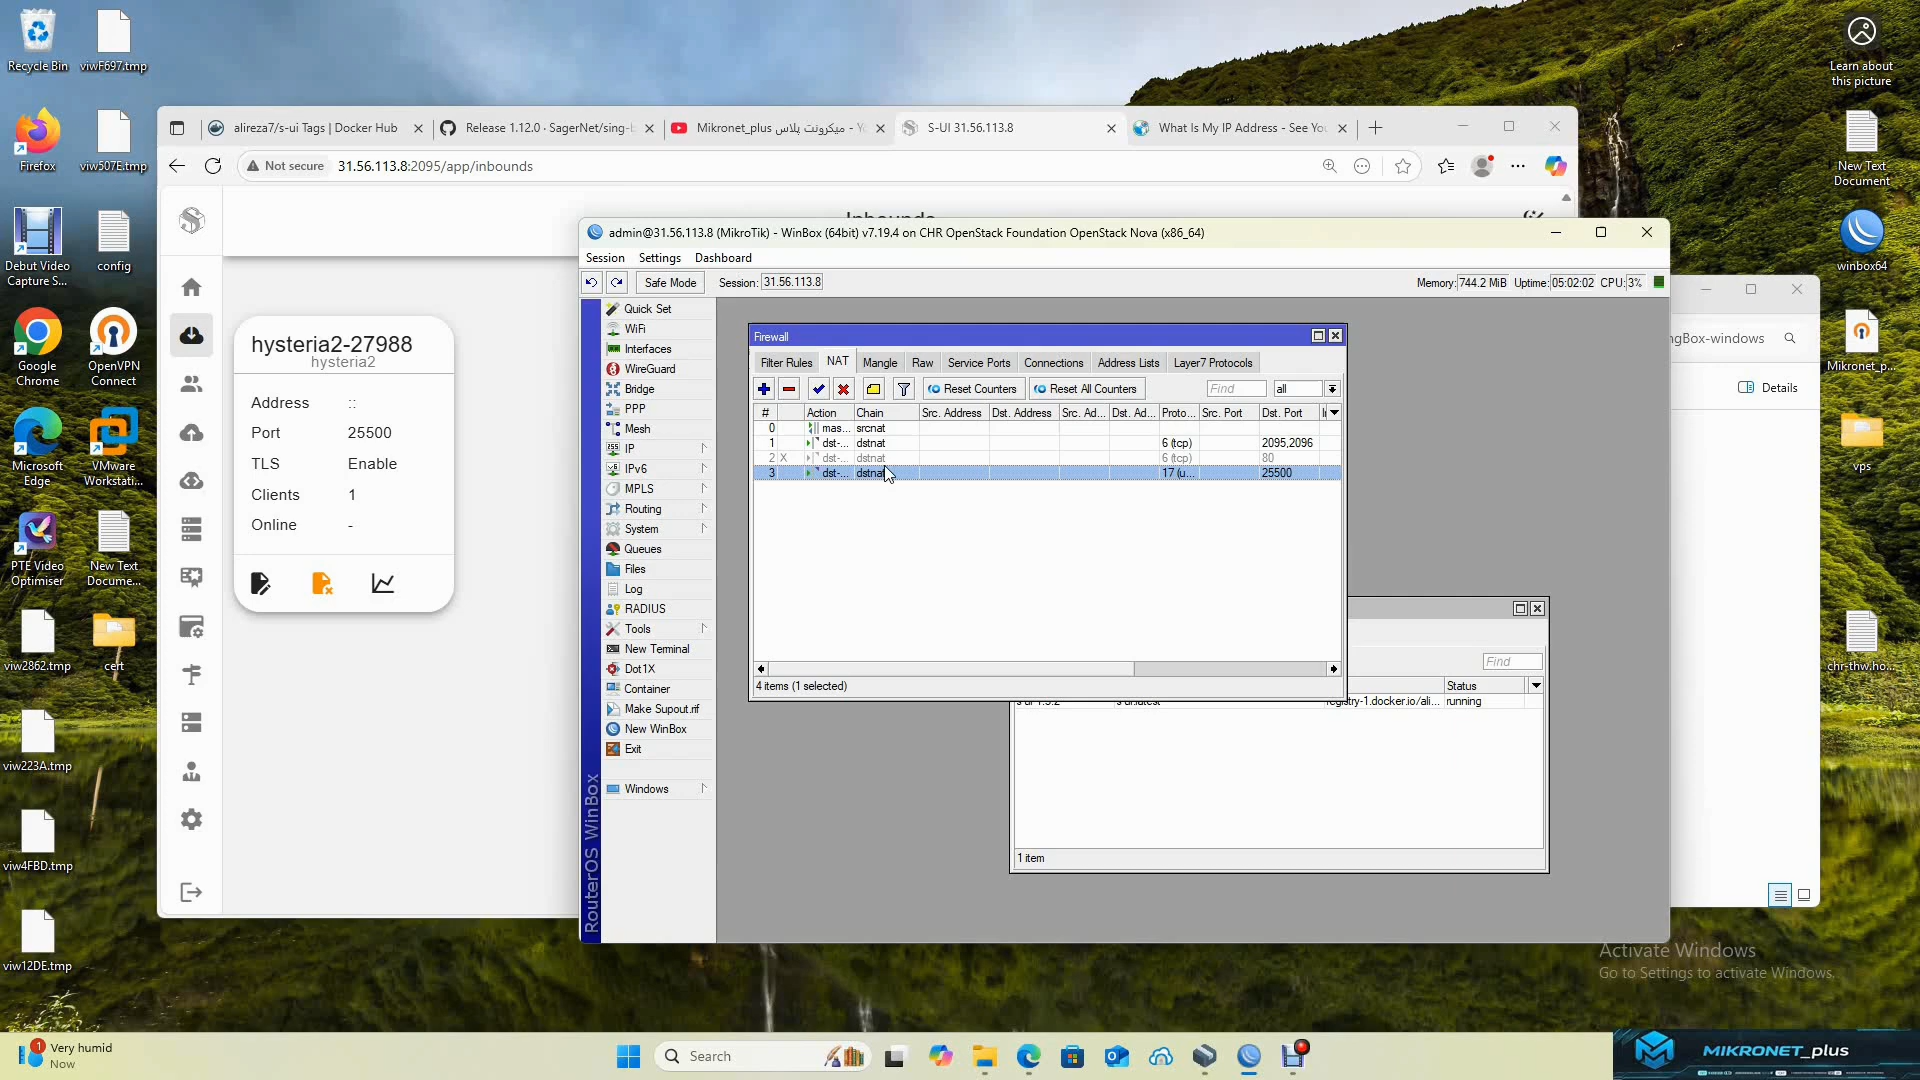 Recycle Bin
viwF697.tmp
Firefox
viw507E.tmp
Debut Video
Capture S...
config
Google
Chrome
OpenVPN
Connect
Microsoft
Edge
VMware
Workstati...
PTE Video
Optimiser
New Text
Docume...
viw2862.tmp
cert
viw223A.tmp
viw4FBD.tmp
viw12DE.tmp
Learn about
this picture
New Text
Document
winbox64
Mikrotik_p...
vps
chr-thw.ho...
alireza7/s-ui Tags | Docker Hub
Release 1.12.0 · SagerNet/sing-b
Mikronet_plus میکرونت پلاس - Yo
S-UI 31.56.113.8
What Is My IP Address - See You
Not secure
31.56.113.8:2095/app/inbounds
Inbounds
hysteria2-27988
hysteria2
Address ::
Port 25500
TLS Enable
Clients 1
Online -
admin@31.56.113.8 (MikroTik) - WinBox (64bit) v7.19.4 on CHR OpenStack Foundation OpenStack Nova (x86_64)
Session Settings Dashboard
Safe Mode Session: 31.56.113.8 Memory: 744.2 MiB Uptime: 05:02:02 CPU: 3%
Quick Set
WiFi
Interfaces
WireGuard
Bridge
PPP
Mesh
IP
IPv6
MPLS
Routing
System
Queues
Files
Log
RADIUS
Tools
New Terminal
Dot1X
Container
Make Supout.rif
New WinBox
Exit
Windows
RouterOS WinBox
Firewall
Filter Rules NAT Mangle Raw Service Ports Connections Address Lists Layer7 Protocols
Reset Counters Reset All Counters Find all
# Action Chain Src. Address Dst. Address Src. Ad... Dst. Ad... Proto... Src. Port Dst. Port
0 mas... srcnat
1 dst-... dstnat 6 (tcp) 2095,2096
2 X dst-... dstnat 6 (tcp) 80
3 dst-... dstnat 17 (u... 25500
4 items (1 selected)
Find
Status
registry-1.docker.io/ali... running
1 item
ngBox-windows
Details
Activate Windows
Go to Settings to activate Windows.
1
Very humid
Now
Search
MIKRONET_plus